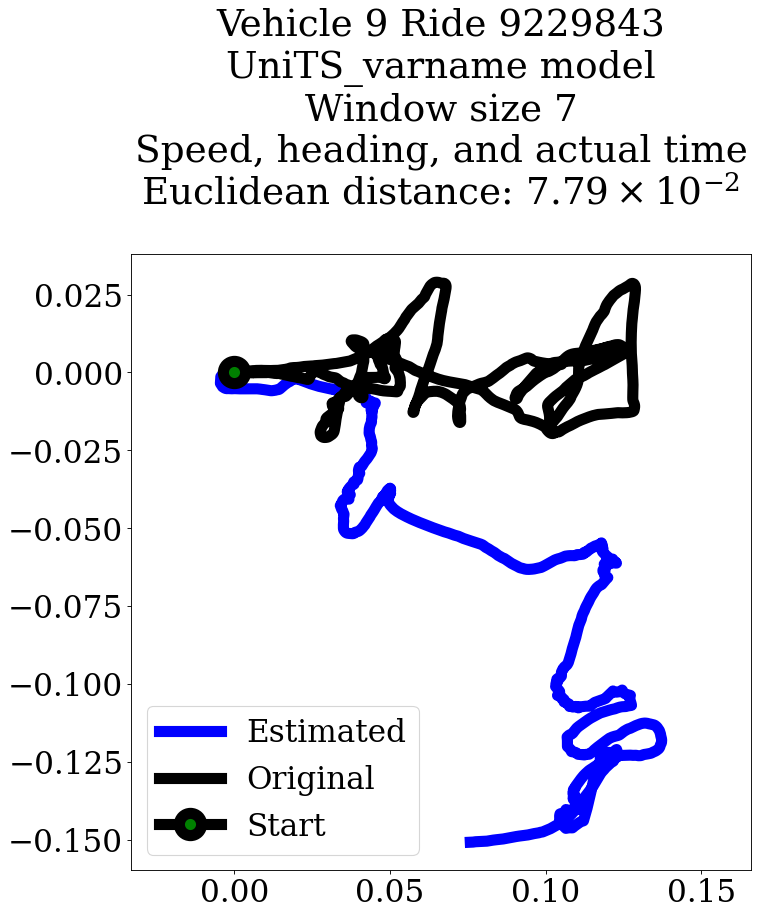 Vehicle 9 Ride 9229843
UniTS_varname model
Window size 7
Speed, heading, and actual time
Euclidean distance: 7.79 × 10⁻²
0.025
0.000
−0.025
−0.050
−0.075
−0.100
−0.125
−0.150
Estimated
Original
Start
0.00 0.05 0.10 0.15